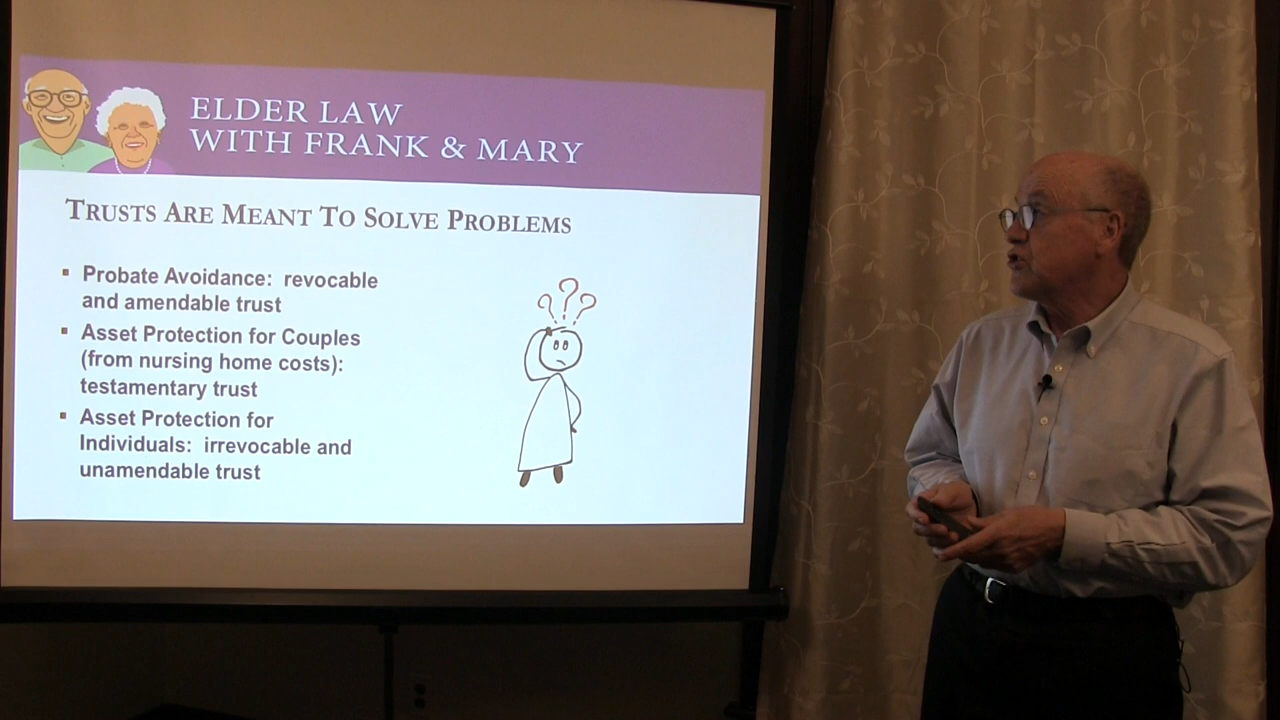 ELDER LAW
WITH FRANK & MARY
TRUSTS ARE MEANT TO SOLVE PROBLEMS
▪ Probate Avoidance: revocable
and amendable trust
▪ Asset Protection for Couples
(from nursing home costs):
testamentary trust
▪ Asset Protection for
Individuals: irrevocable and
unamendable trust
? ? ?